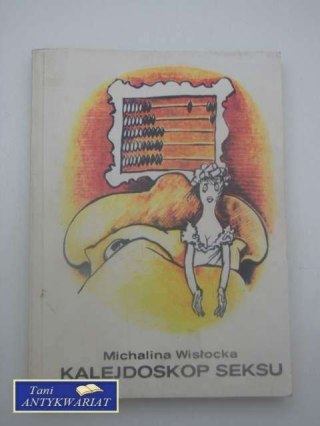 Michalina Wisłocka
KALEJDOSKOP SEKSU
Tani
ANTYKWARIAT